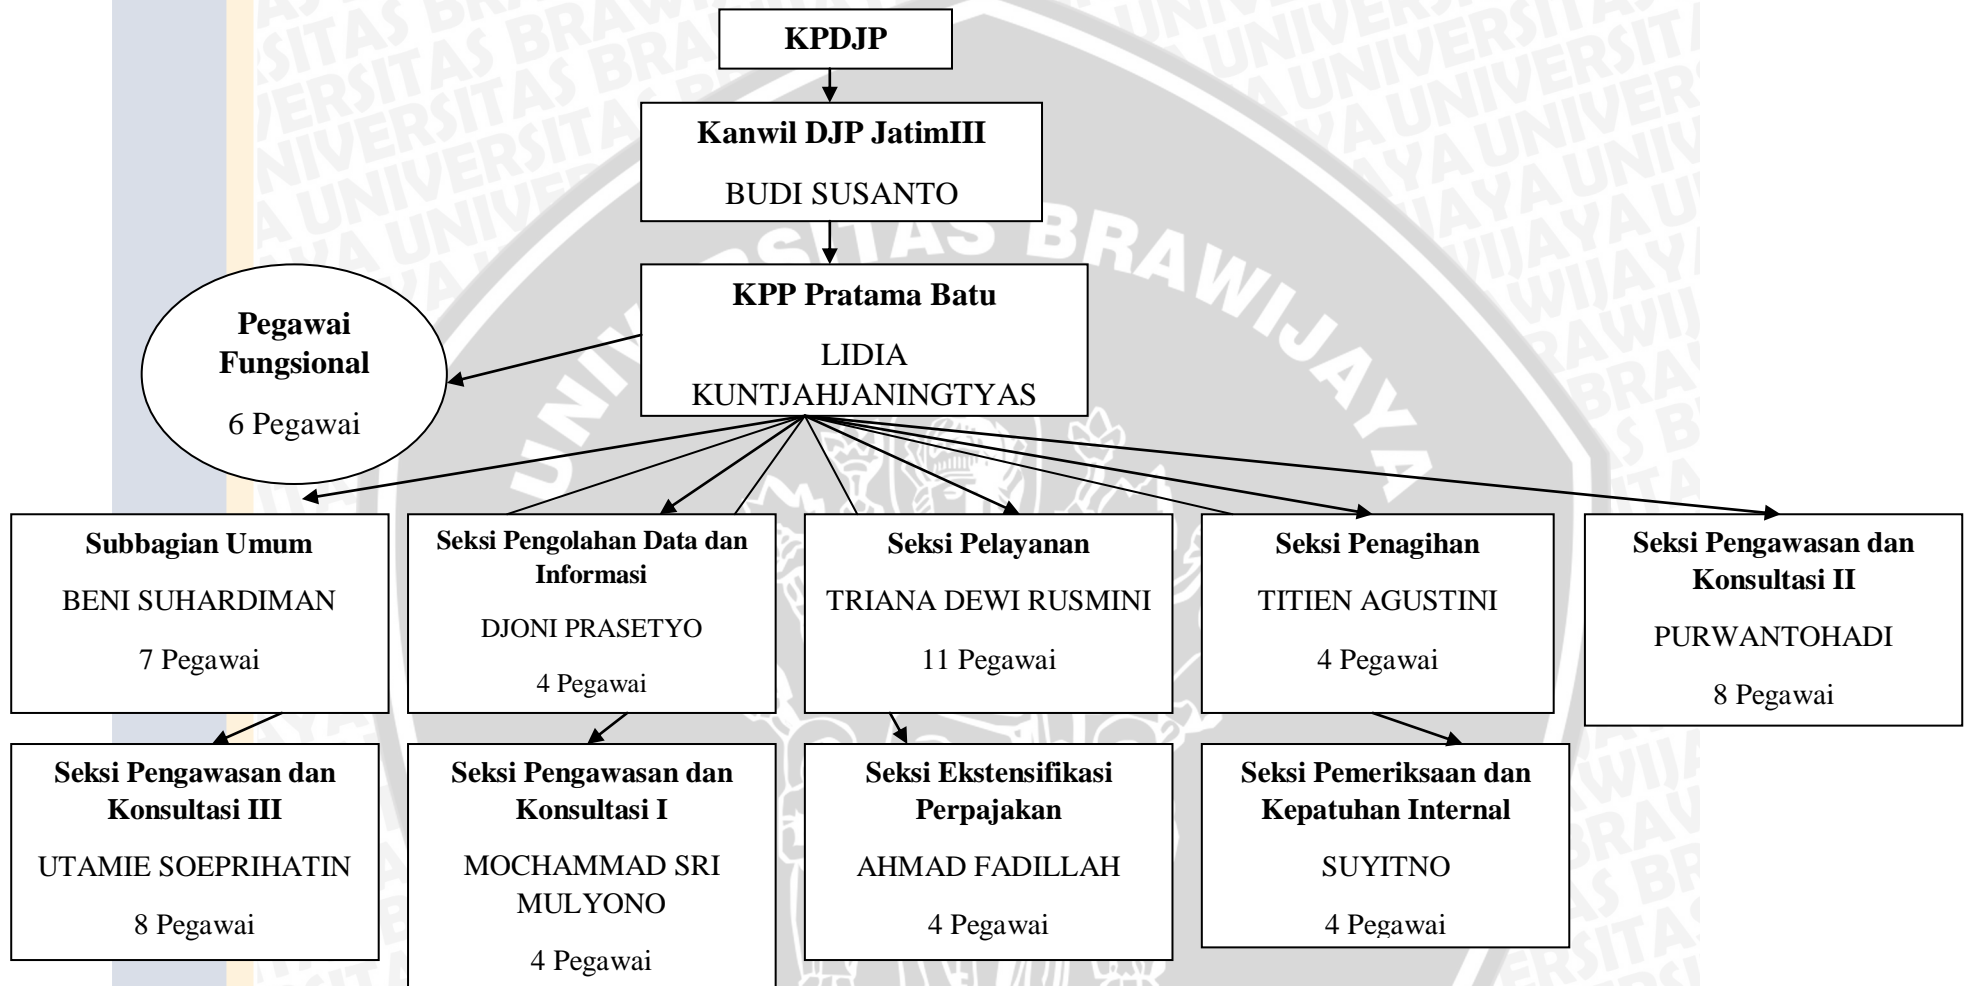 KPDJP
Kanwil DJP JatimIII
BUDI SUSANTO
KPP Pratama Batu
LIDIA
KUNTJAHJANINGTYAS
Pegawai
Fungsional
6 Pegawai
Subbagian Umum
BENI SUHARDIMAN
7 Pegawai
Seksi Pengolahan Data dan
Informasi
DJONI PRASETYO
4 Pegawai
Seksi Pelayanan
TRIANA DEWI RUSMINI
11 Pegawai
Seksi Penagihan
TITIEN AGUSTINI
4 Pegawai
Seksi Pengawasan dan
Konsultasi II
PURWANTOHADI
8 Pegawai
Seksi Pengawasan dan
Konsultasi III
UTAMIE SOEPRIHATIN
8 Pegawai
Seksi Pengawasan dan
Konsultasi I
MOCHAMMAD SRI
MULYONO
4 Pegawai
Seksi Ekstensifikasi
Perpajakan
AHMAD FADILLAH
4 Pegawai
Seksi Pemeriksaan dan
Kepatuhan Internal
SUYITNO
4 Pegawai